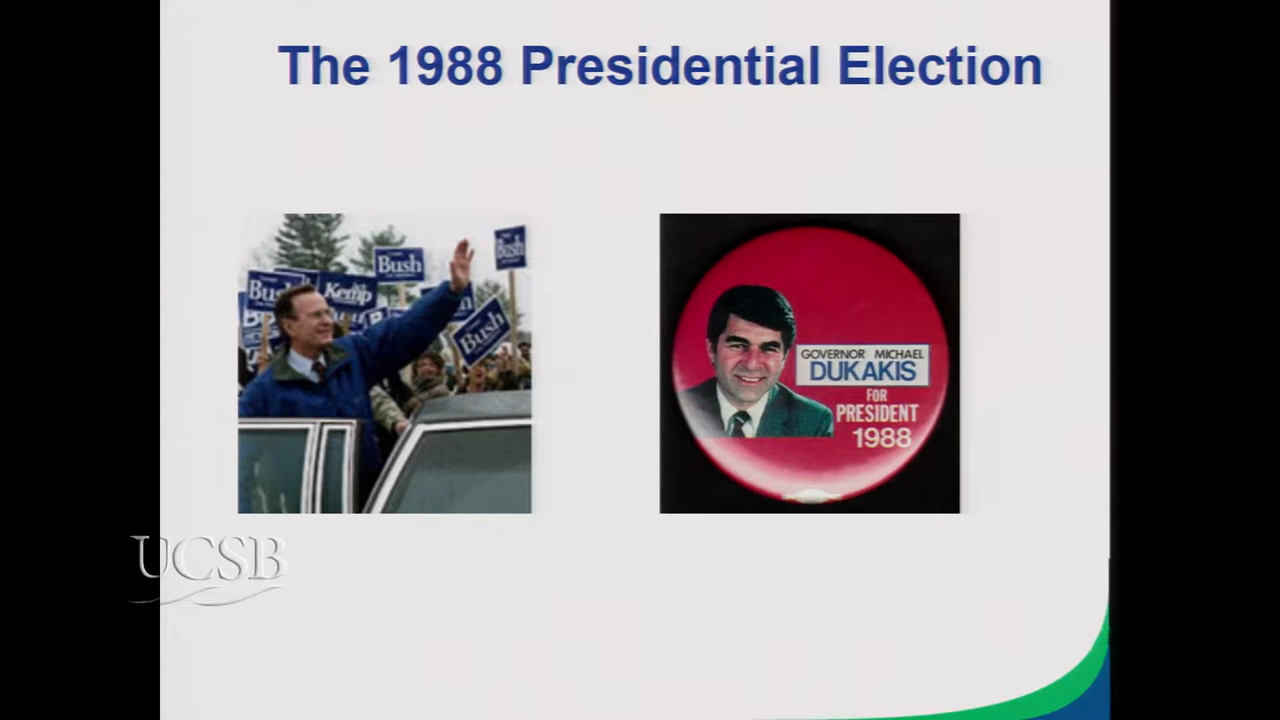 The 1988 Presidential Election
Bush
Bush
Bush
Kemp
Bush
GOVERNOR MICHAEL
DUKAKIS
FOR
PRESIDENT
1988
UCSB